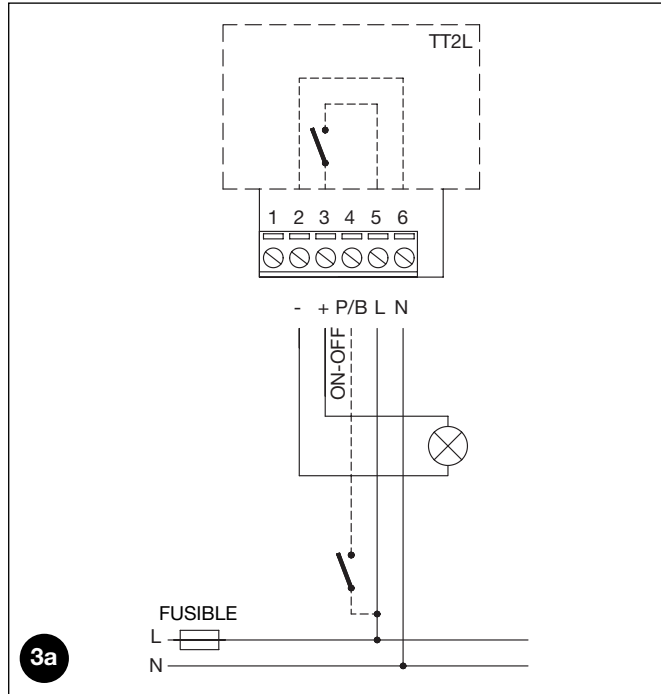 TT2L
1 2 3 4 5 6
- + P/B L N
ON-OFF
FUSIBLE
L
N
3a